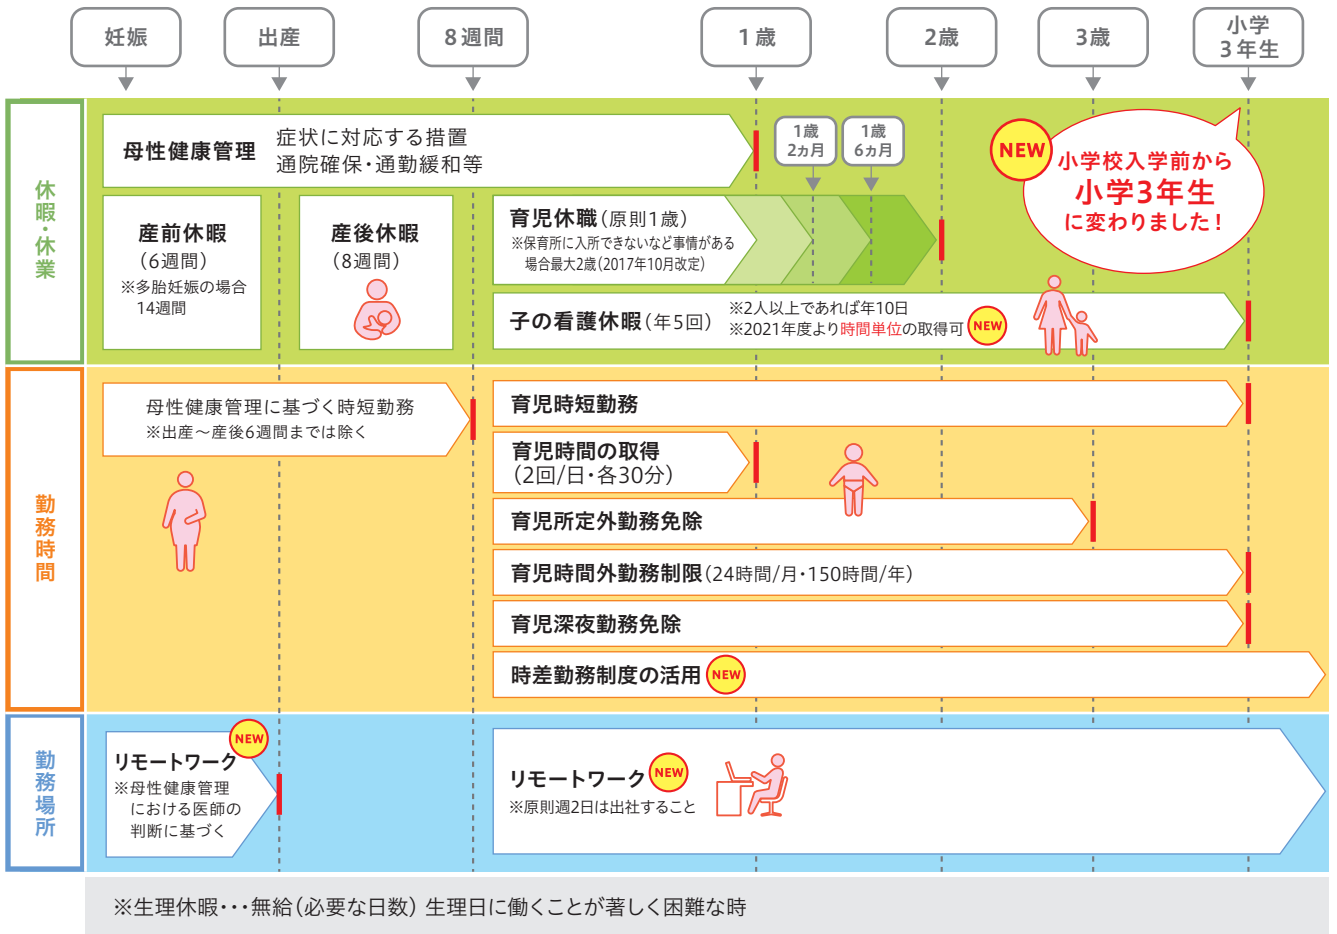 妊娠
出産
8週間
1歳
2歳
3歳
小学
3年生
休暇・休業
母性健康管理
症状に対応する措置
通院確保・通勤緩和等
1歳
2ヵ月
1歳
6ヵ月
NEW
小学校入学前から
小学3年生
に変わりました！
産前休暇
（6週間）
※多胎妊娠の場合
14週間
産後休暇
（8週間）
育児休職（原則1歳）
※保育所に入所できないなど事情がある
場合最大2歳（2017年10月改定）
子の看護休暇（年5回）
※2人以上であれば年10日
※2021年度より時間単位の取得可 NEW
勤務時間
母性健康管理に基づく時短勤務
※出産～産後6週間までは除く
育児時短勤務
育児時間の取得
（2回/日・各30分）
育児所定外勤務免除
育児時間外勤務制限（24時間/月・150時間/年）
育児深夜勤務免除
時差勤務制度の活用 NEW
勤務場所
NEW
リモートワーク
※母性健康管理
における医師の
判断に基づく
リモートワーク NEW
※原則週2日は出社すること
※生理休暇・・・無給（必要な日数） 生理日に働くことが著しく困難な時